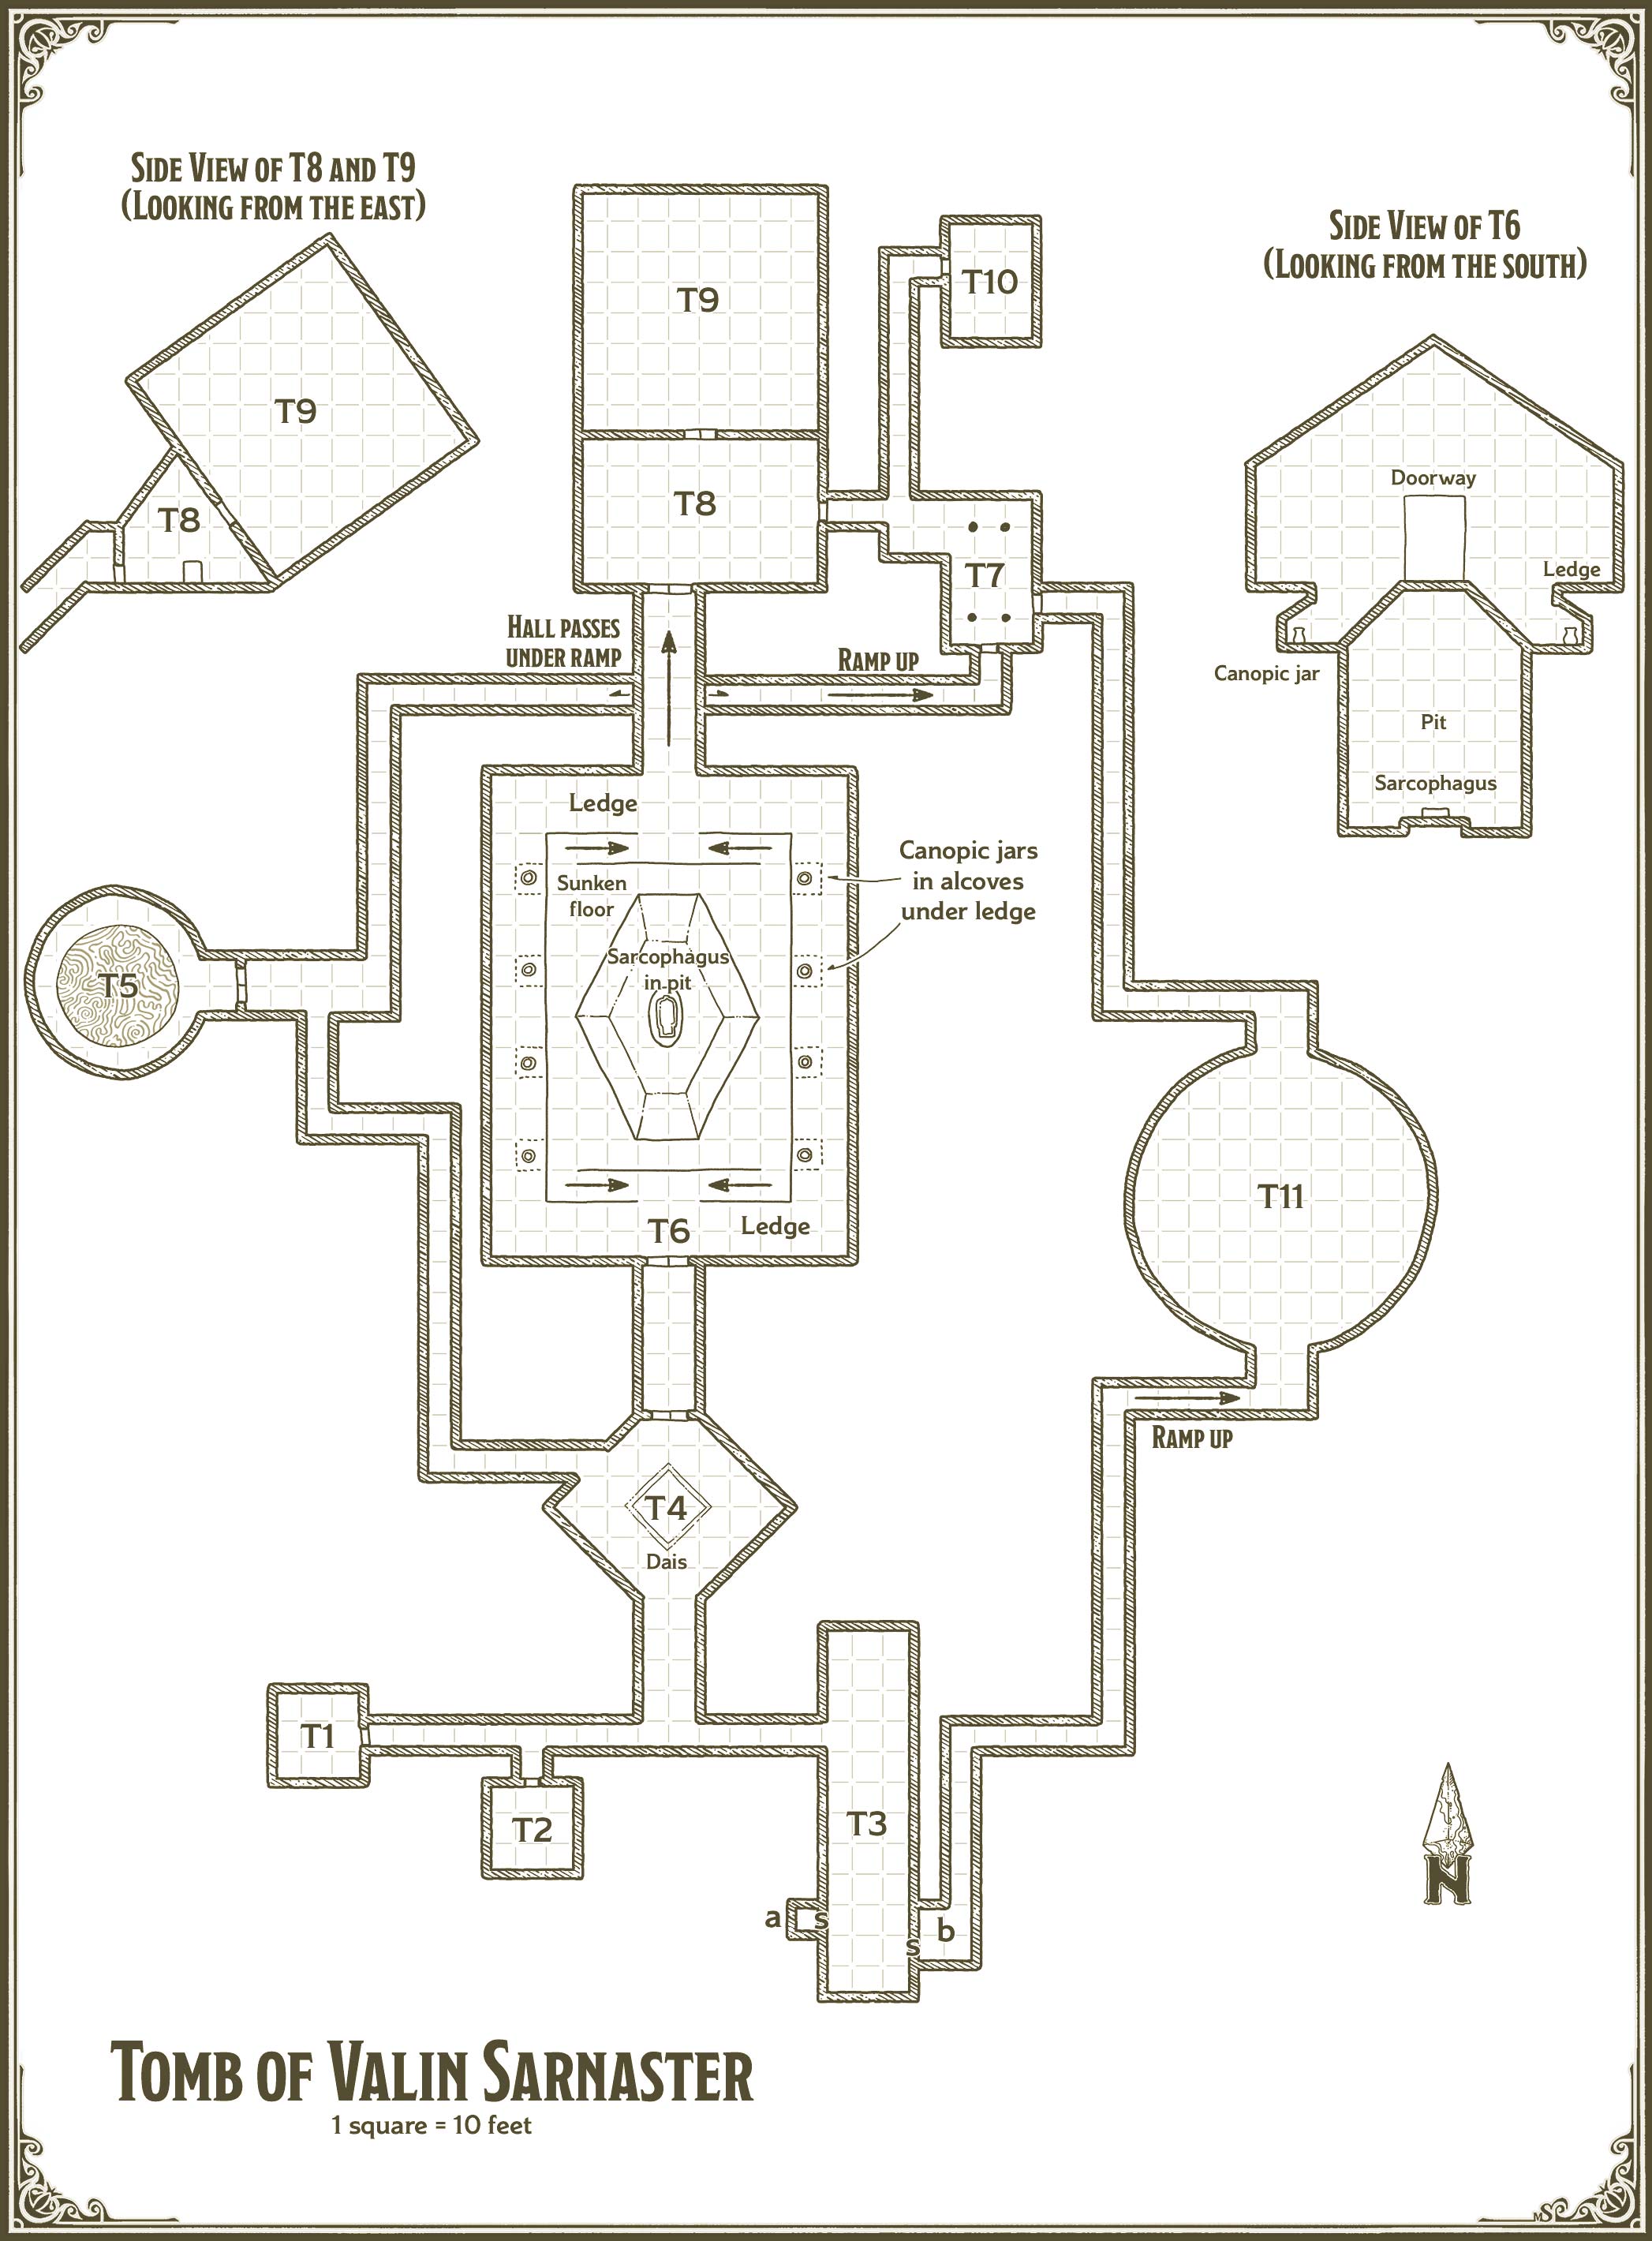 Side View of T8 and T9
(Looking from the east)
T9
T8
T9
T8
T10
T7
Side View of T6
(Looking from the south)
Doorway
Ledge
Canopic jar
Pit
Sarcophagus
Hall passes
under ramp
Ramp up
Ledge
Sunken
floor
Sarcophagus
in pit
Canopic jars
in alcoves
under ledge
T5
T6
Ledge
T11
Ramp up
T4
Dais
T1
T2
T3
a
s
s
b
N
Tomb of Valin Sarnaster
1 square = 10 feet
MS